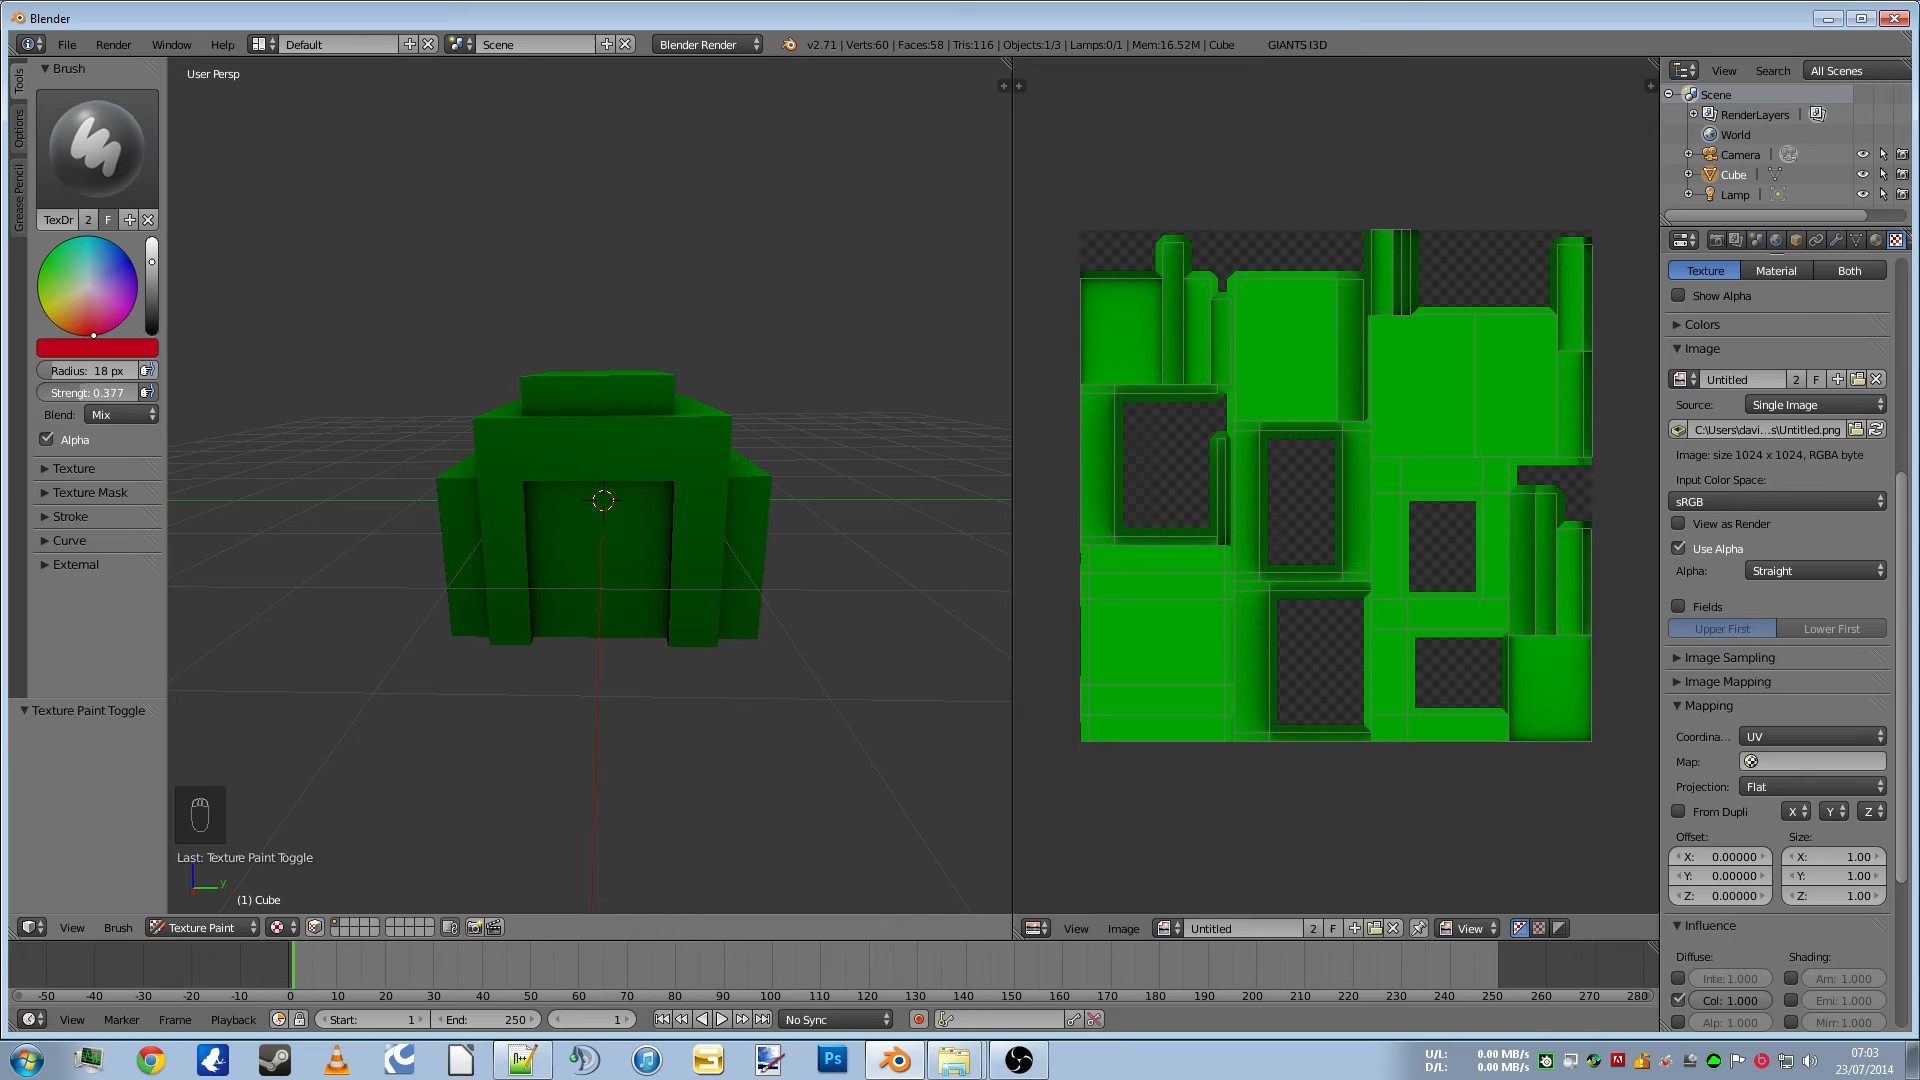 Blender
File Render Window Help Default Scene Blender Render v2.71 | Verts:60 | Faces:58 | Tris:116 | Objects:1/3 | Lamps:0/1 | Mem:16.52M | Cube GIANTS I3D
Tools
Options
Grease Pencil
Brush
TexDr 2 F
Radius: 18 px
Strengt: 0.377
Blend: Mix
Alpha
Texture
Texture Mask
Stroke
Curve
External
Texture Paint Toggle
User Persp
Last: Texture Paint Toggle
y
(1) Cube
View Brush Texture Paint
View Image Untitled 2 F View
View Search All Scenes
Scene
RenderLayers |
World
Camera |
Cube |
Lamp |
Texture Material Both
Show Alpha
Colors
Image
Untitled 2 F
Source: Single Image
C:\Users\davi...s\Untitled.png
Image: size 1024 x 1024, RGBA byte
Input Color Space:
sRGB
View as Render
Use Alpha
Alpha: Straight
Fields
Upper First Lower First
Image Sampling
Image Mapping
Mapping
Coordina... UV
Map:
Projection: Flat
From Dupli X Y Z
Offset: Size:
X: 0.00000 X: 1.00
Y: 0.00000 Y: 1.00
Z: 0.00000 Z: 1.00
Influence
Diffuse: Shading:
Inte: 1.000 Am: 1.000
Col: 1.000 Emi: 1.000
Alp: 1.000 Mirr: 1.000
-50 -40 -30 -20 -10 0 10 20 30 40 50 60 70 80 90 100 110 120 130 140 150 160 170 180 190 200 210 220 230 240 250 260 270 280
View Marker Frame Playback Start: 1 End: 250 1 No Sync
Ps
U/L: 0.00 MB/s
D/L: 0.00 MB/s
07:03
23/07/2014